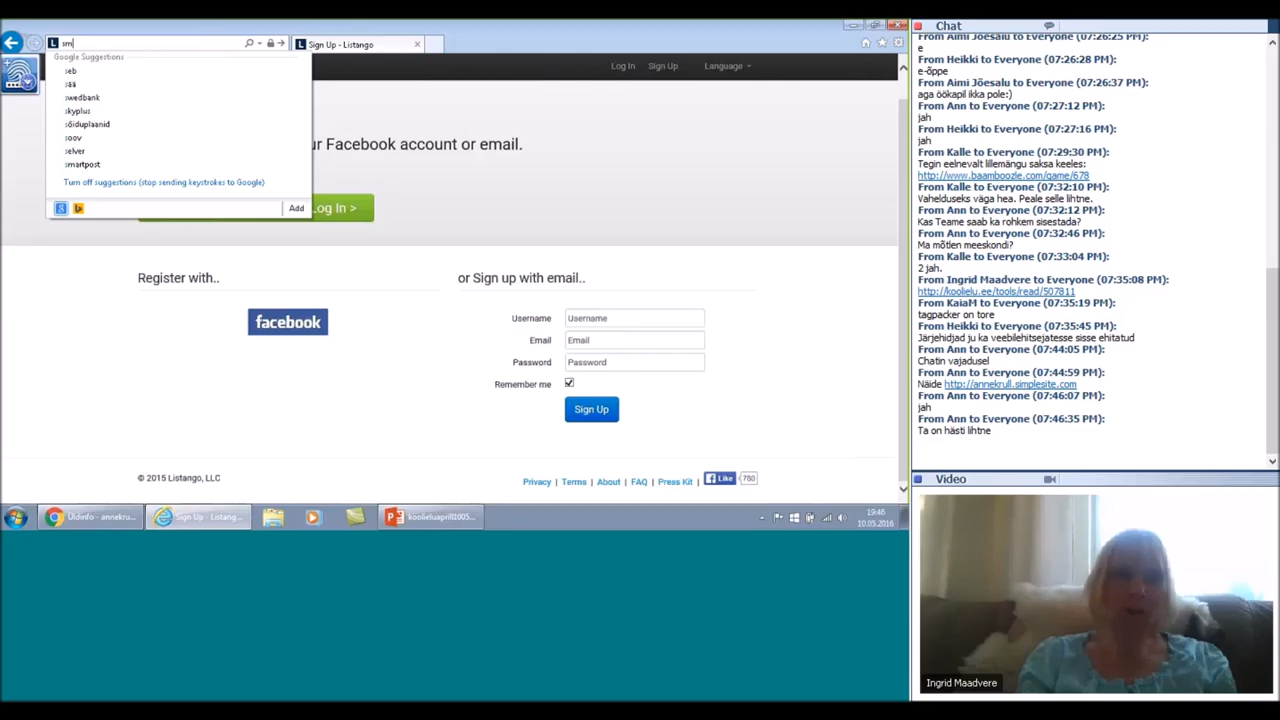 sm
Sign Up - Listango
Google Suggestions
seb
sää
swedbank
skyplus
sõiduplaanid
soov
selver
smartpost
Turn off suggestions (stop sending keystrokes to Google)
Add
Log In
Sign Up
Language
ur Facebook account or email.
Log In >
Register with..
or Sign up with email..
facebook
Username
Username
Email
Email
Password
Password
Remember me
Sign Up
© 2015 Listango, LLC
Privacy | Terms | About | FAQ | Press Kit |
Like
780
Üldinfo - annekru...
Sign Up - Listang...
koolieluaprill1005...
19:46
10.05.2016
Chat
From Aimi Jõesalu to Everyone (07:26:25 PM):
e
From Heikki to Everyone (07:26:28 PM):
e-õppe
From Aimi Jõesalu to Everyone (07:26:37 PM):
aga öökapil ikka pole:)
From Ann to Everyone (07:27:12 PM):
jah
From Heikki to Everyone (07:27:16 PM):
jah
From Kalle to Everyone (07:29:30 PM):
Tegin eelnevalt lillemängu saksa keeles:
http://www.baamboozle.com/game/678
From Kalle to Everyone (07:32:10 PM):
Vahelduseks väga hea. Peale selle lihtne.
From Ann to Everyone (07:32:12 PM):
Kas Teame saab ka rohkem sisestada?
From Ann to Everyone (07:32:46 PM):
Ma mõtlen meeskondi?
From Kalle to Everyone (07:33:04 PM):
2 jah.
From Ingrid Maadvere to Everyone (07:35:08 PM):
http://koolielu.ee/tools/read/507811
From KaiaM to Everyone (07:35:19 PM):
tagpacker on tore
From Heikki to Everyone (07:35:45 PM):
Järjehidjad ju ka veebilehitsejatesse sisse ehitatud
From Ann to Everyone (07:44:05 PM):
Chatin vajadusel
From Ann to Everyone (07:44:59 PM):
Näide http://annekrull.simplesite.com
From Ann to Everyone (07:46:07 PM):
jah
From Ann to Everyone (07:46:35 PM):
Ta on hästi lihtne
Video
Ingrid Maadvere